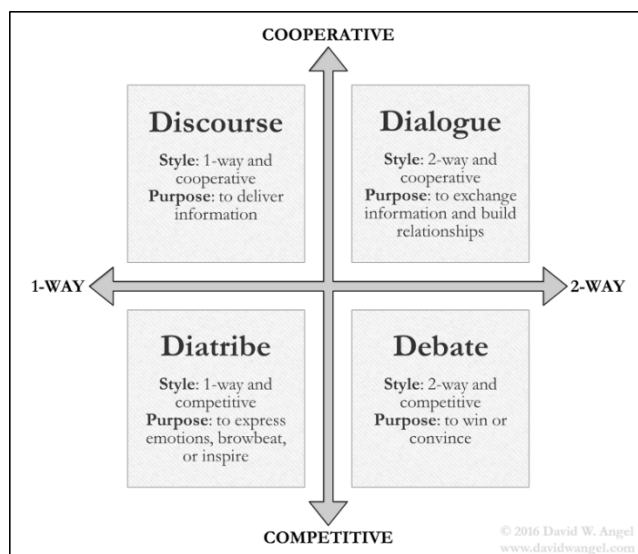 COOPERATIVE
Discourse
Style: 1-way and
cooperative
Purpose: to deliver
information
Dialogue
Style: 2-way and
cooperative
Purpose: to exchange
information and build
relationships
1-WAY
2-WAY
Diatribe
Style: 1-way and
competitive
Purpose: to express
emotions, browbeat,
or inspire
Debate
Style: 2-way and
competitive
Purpose: to win or
convince
COMPETITIVE
© 2016 David W. Angel
www.davidwangel.com